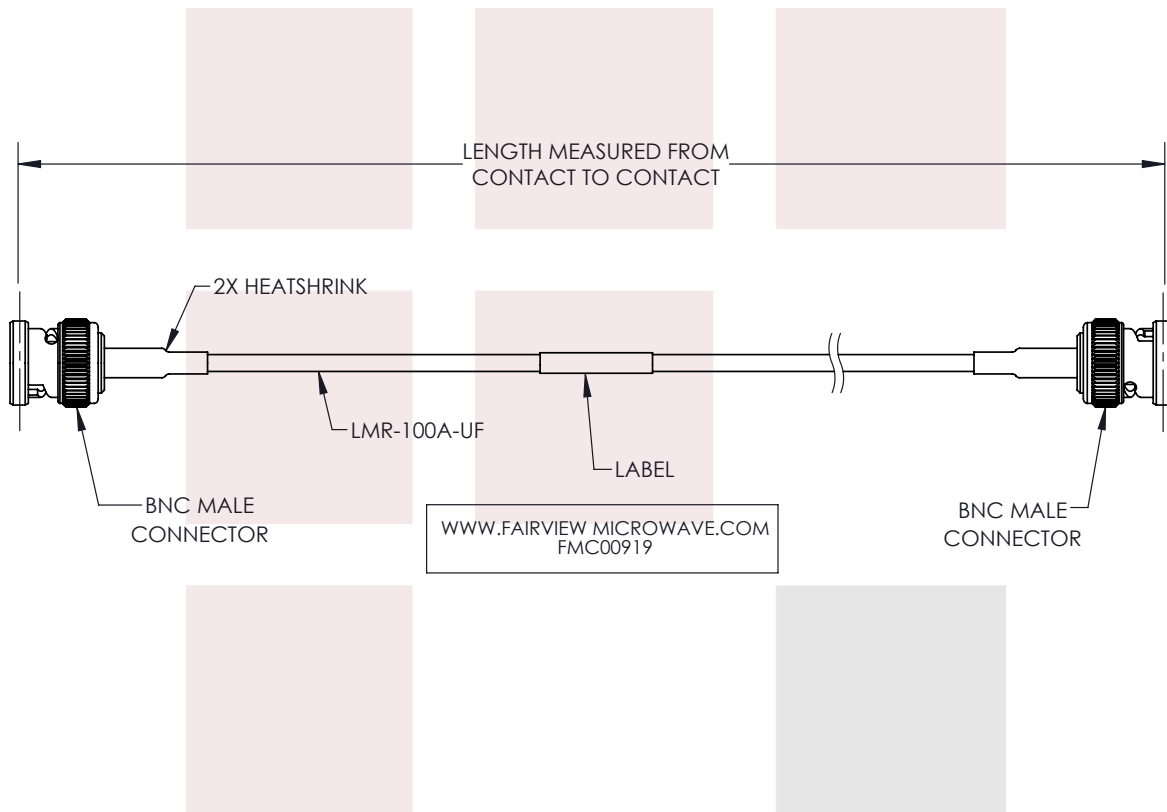 LENGTH MEASURED FROM
CONTACT TO CONTACT
2X HEATSHRINK
LMR-100A-UF
LABEL
BNC MALE
CONNECTOR
BNC MALE
CONNECTOR
WWW.FAIRVIEW MICROWAVE.COM
FMC00919